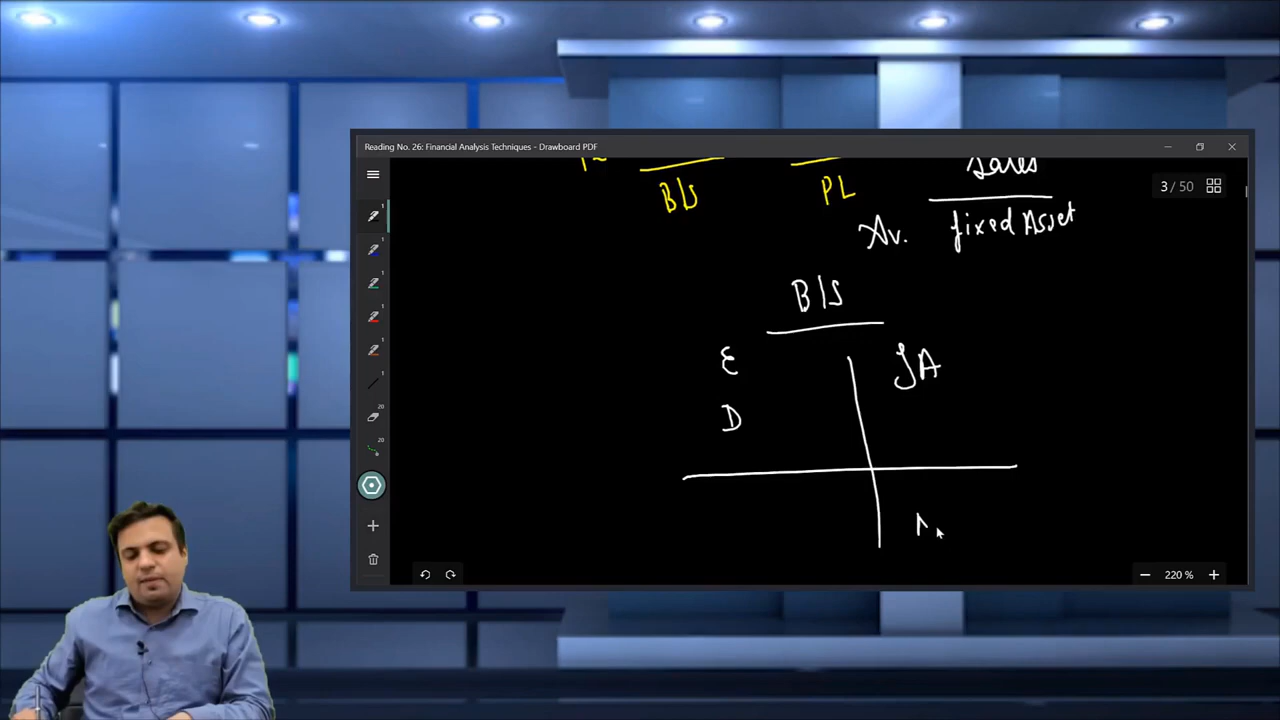 Reading No. 26: Financial Analysis Techniques - Drawboard PDF
3 / 50
Sales
B/S
PL
Av. fixed Asset
B/S
E
fA
D
220 %